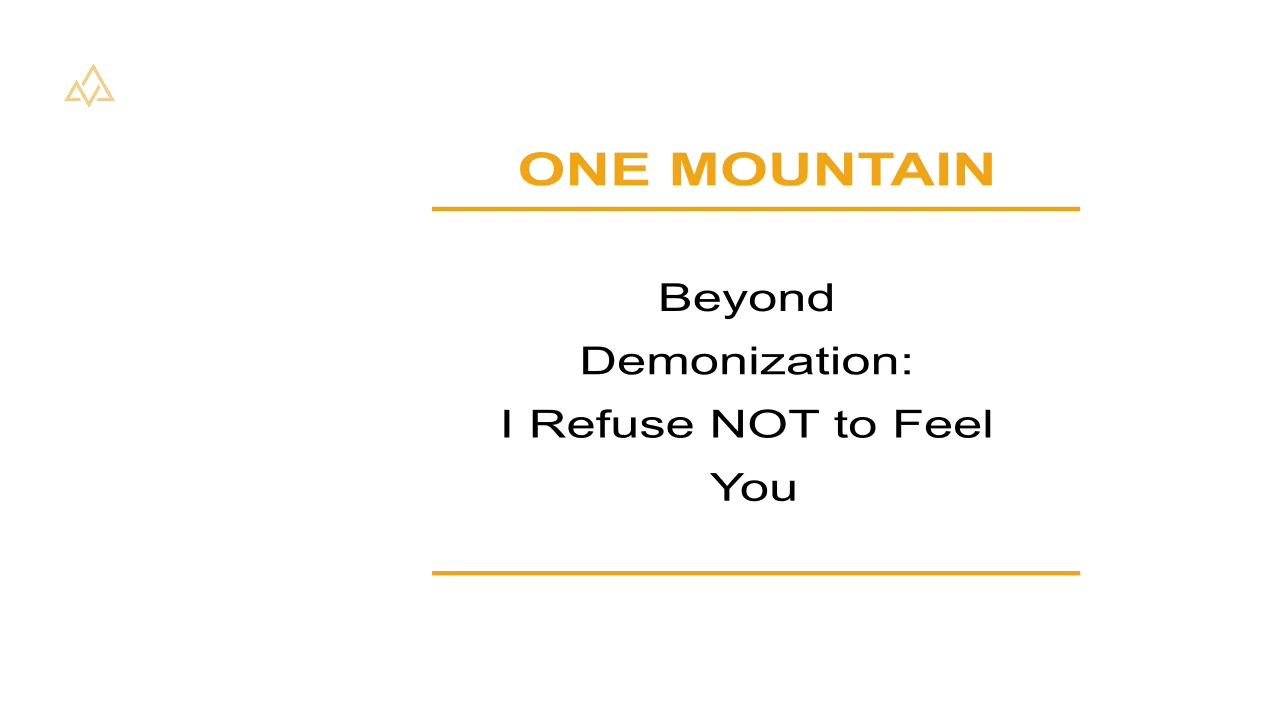 ONE MOUNTAIN
Beyond
Demonization:
I Refuse NOT to Feel
You